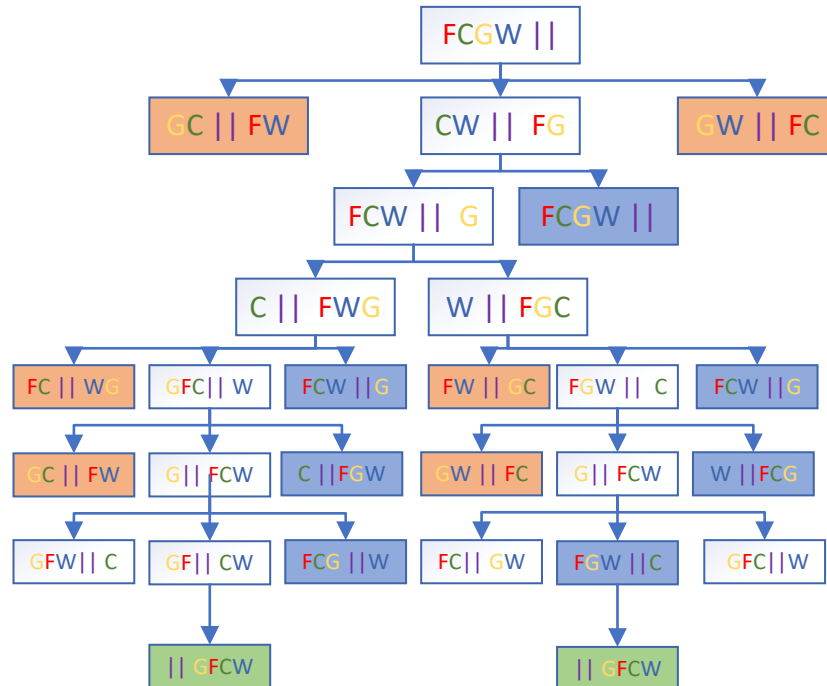 FCGW ||
GC || FW
CW || FG
GW || FC
FCW || G
FCGW ||
C || FWG
W || FGC
FC || WG
GFC|| W
FCW ||G
FW || GC
FGW || C
FCW ||G
GC || FW
G|| FCW
C ||FGW
GW || FC
G|| FCW
W ||FCG
GFW|| C
GF|| CW
FCG ||W
FC|| GW
FGW ||C
GFC||W
|| GFCW
|| GFCW